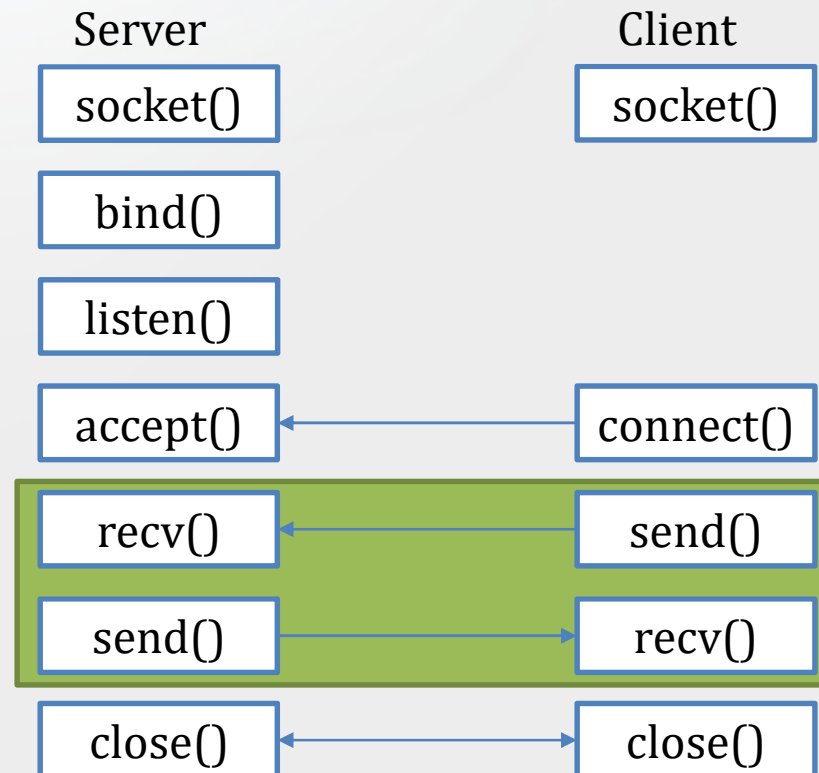 Server Client
socket() socket()
bind()
listen()
accept() connect()
recv() send()
send() recv()
close() close()